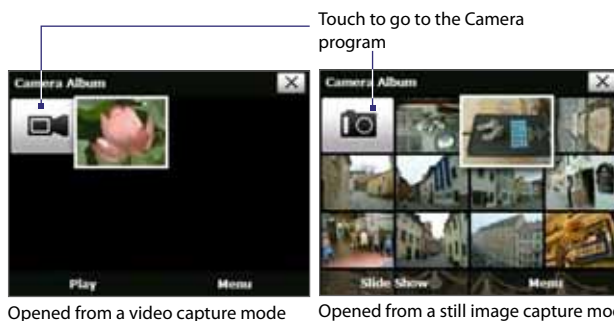 Touch to go to the Camera
program
Camera Album
Play Menu
Opened from a video capture mode
Camera Album
Slide Show Menu
Opened from a still image capture mo